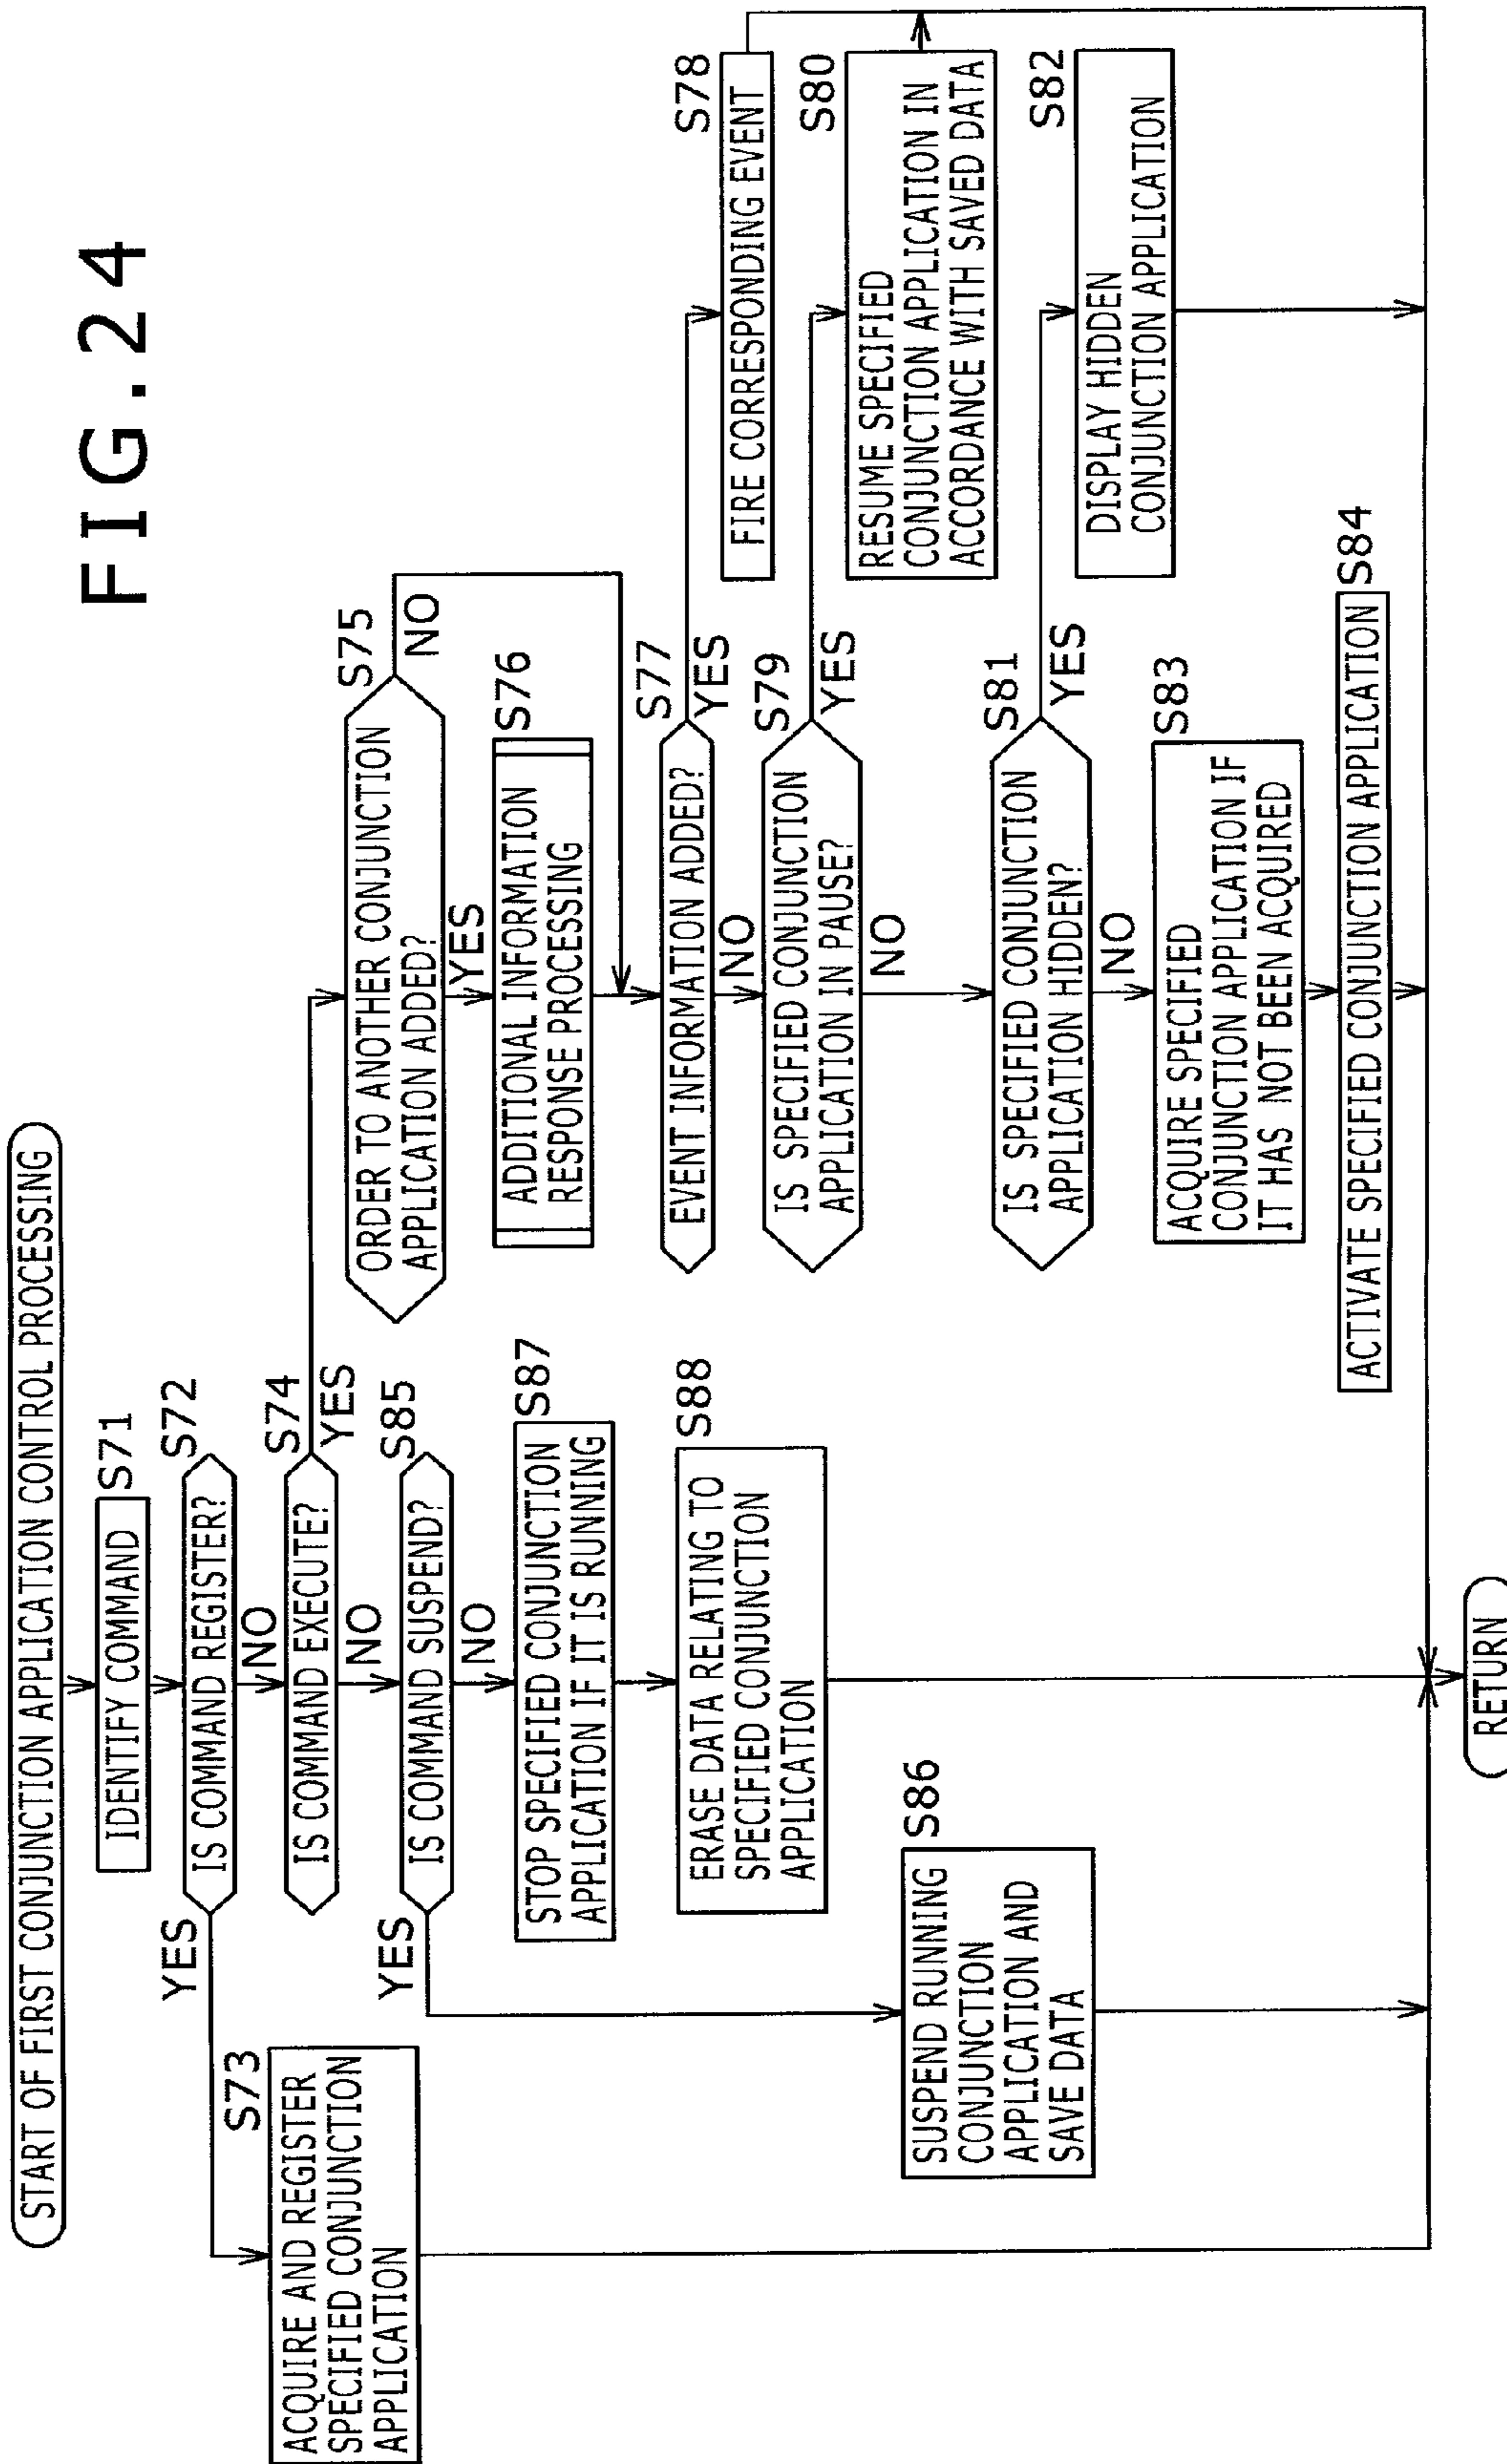 FIG.24
START OF FIRST CONJUNCTION APPLICATION CONTROL PROCESSING
S71
IDENTIFY COMMAND
S72
IS COMMAND REGISTER?
YES
NO
S73
ACQUIRE AND REGISTER
SPECIFIED CONJUNCTION
APPLICATION
S74
IS COMMAND EXECUTE?
YES
NO
S85
IS COMMAND SUSPEND?
YES
NO
S87
STOP SPECIFIED CONJUNCTION
APPLICATION IF IT IS RUNNING
S88
ERASE DATA RELATING TO
SPECIFIED CONJUNCTION
APPLICATION
S86
SUSPEND RUNNING
CONJUNCTION
APPLICATION AND
SAVE DATA
S75
ORDER TO ANOTHER CONJUNCTION
APPLICATION ADDED?
NO
YES
S76
ADDITIONAL INFORMATION
RESPONSE PROCESSING
S77
EVENT INFORMATION ADDED?
YES
NO
S78
FIRE CORRESPONDING EVENT
S79
IS SPECIFIED CONJUNCTION
APPLICATION IN PAUSE?
YES
NO
S80
RESUME SPECIFIED
CONJUNCTION APPLICATION IN
ACCORDANCE WITH SAVED DATA
S81
IS SPECIFIED CONJUNCTION
APPLICATION HIDDEN?
YES
NO
S82
DISPLAY HIDDEN
CONJUNCTION APPLICATION
S83
ACQUIRE SPECIFIED
CONJUNCTION APPLICATION IF
IT HAS NOT BEEN ACQUIRED
S84
ACTIVATE SPECIFIED CONJUNCTION APPLICATION
RETURN